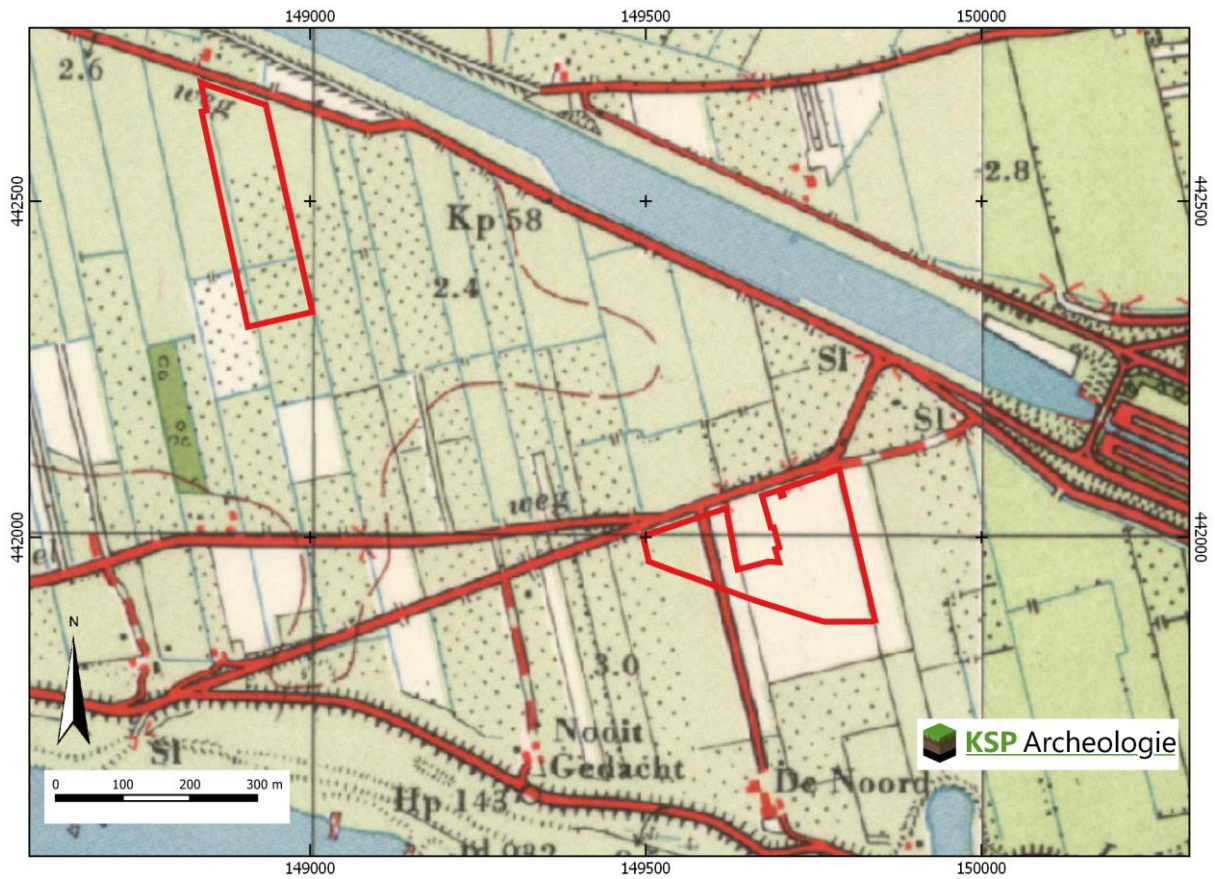 149000
149500
150000
2.6
weg
442500
442500
Kp 58
2.8
2.4
Sl
Sl
weg
442000
442000
N
3.0
Sl
Nooit
Gedacht
KSP Archeologie
0 100 200 300 m
De Noord
Hp 143
149000
149500
150000